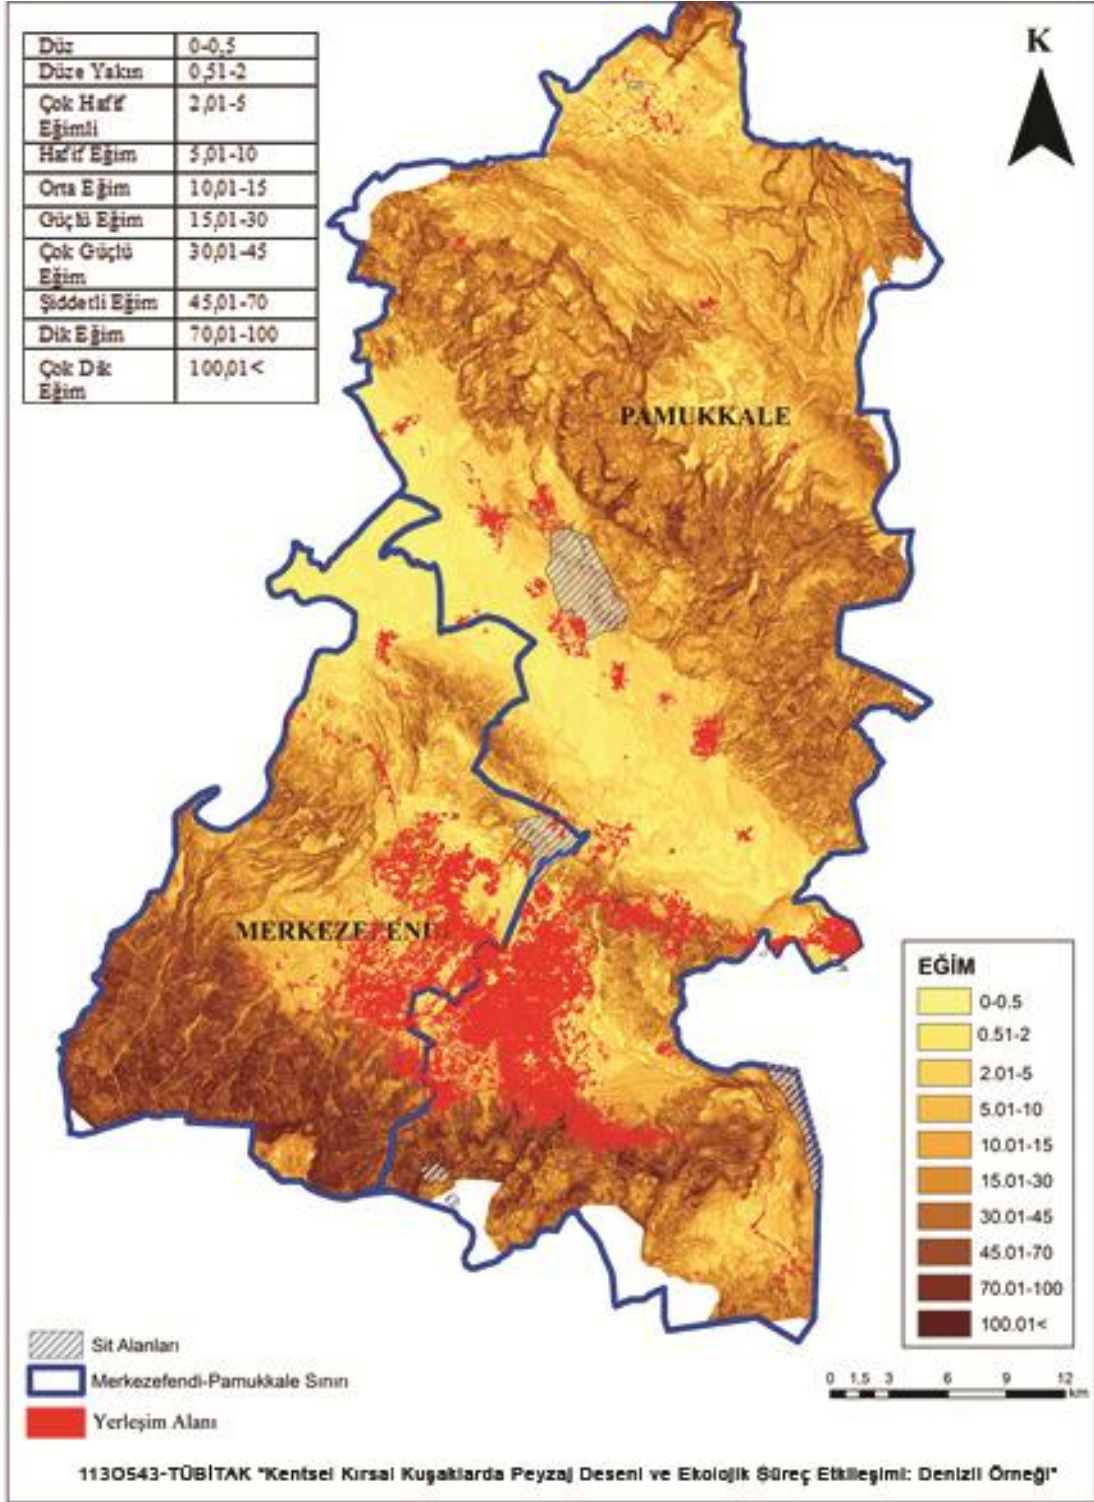 Düz 0-0,5
Düze Yakın 0,51-2
Çok Hafif 2,01-5
Eğimli
Hafif Eğim 5,01-10
Orta Eğim 10,01-15
Güçlü Eğim 15,01-30
Çok Güçlü 30,01-45
Eğim
Şiddetli Eğim 45,01-70
Dik Eğim 70,01-100
Çok Dik 100,01<
Eğim
K
PAMUKKALE
MERKEZEFENDİ
EĞİM
0-0.5
0.51-2
2.01-5
5.01-10
10.01-15
15.01-30
30.01-45
45.01-70
70.01-100
100.01<
Sit Alanları
Merkezefendi-Pamukkale Sınırı
Yerleşim Alanı
0 1,5 3 6 9 12
km
113O543-TÜBİTAK "Kentsel Kırsal Kuşaklarda Peyzaj Deseni ve Ekolojik Süreç Etkileşimi: Denizli Örneği"